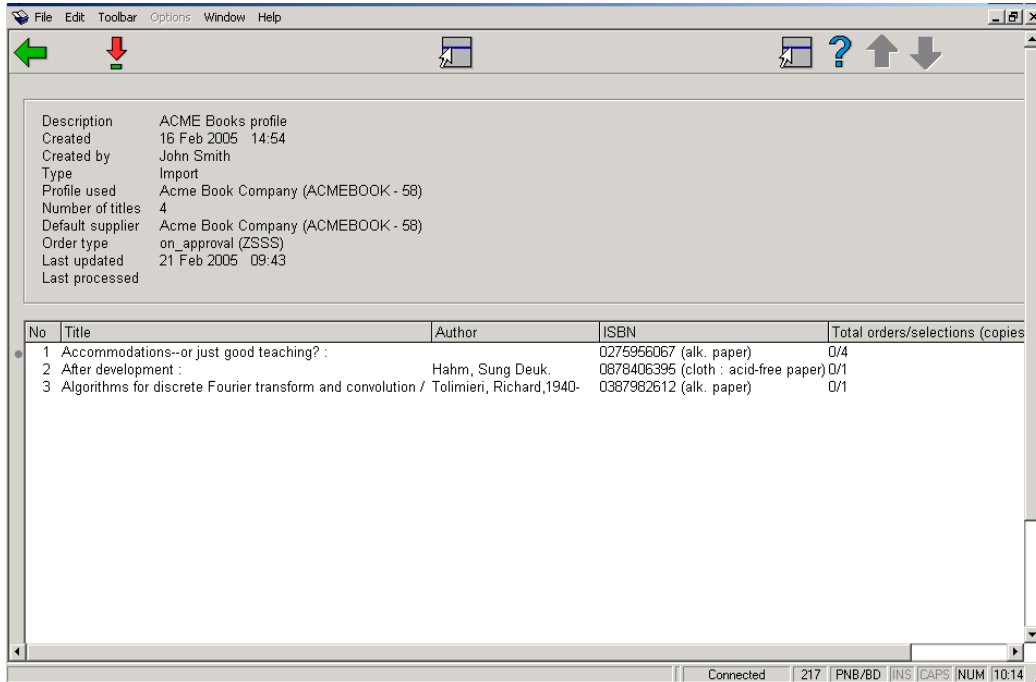 File Edit Toolbar Options Window Help
Description ACME Books profile
Created 16 Feb 2005 14:54
Created by John Smith
Type Import
Profile used Acme Book Company (ACMEBOOK - 58)
Number of titles 4
Default supplier Acme Book Company (ACMEBOOK - 58)
Order type on_approval (ZSSS)
Last updated 21 Feb 2005 09:43
Last processed
No Title Author ISBN Total orders/selections (copies
1 Accommodations--or just good teaching? : 0275956067 (alk. paper) 0/4
2 After development : Hahm, Sung Deuk. 0878406395 (cloth : acid-free paper) 0/1
3 Algorithms for discrete Fourier transform and convolution / Tolimieri, Richard,1940- 0387982612 (alk. paper) 0/1
Connected 217 PNB/BD INS CAPS NUM 10:14